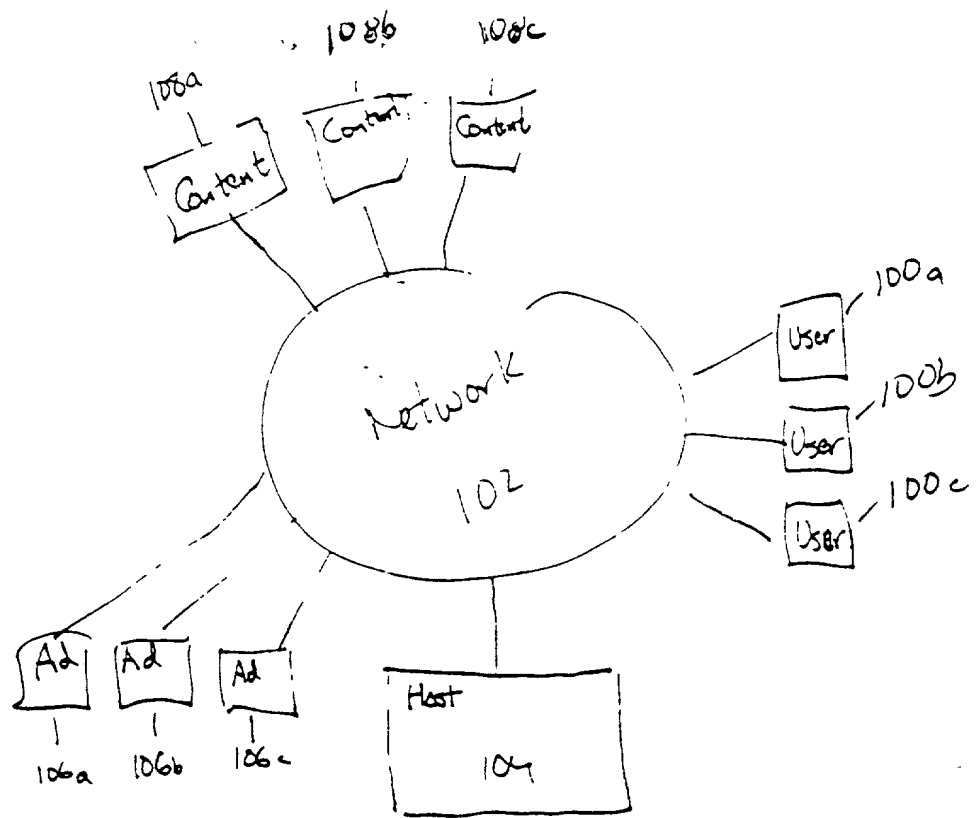 108a
108b
108c
Content
Content
Content
Network
102
100a
User
100b
User
100c
User
Ad
Ad
Ad
106a
106b
106c
Host
104